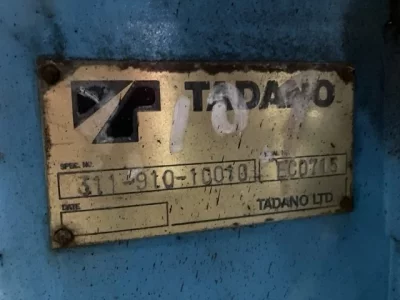 TADANO
SPEC. NO. 311-910-10010 EC0715
DATE
TADANO LTD.